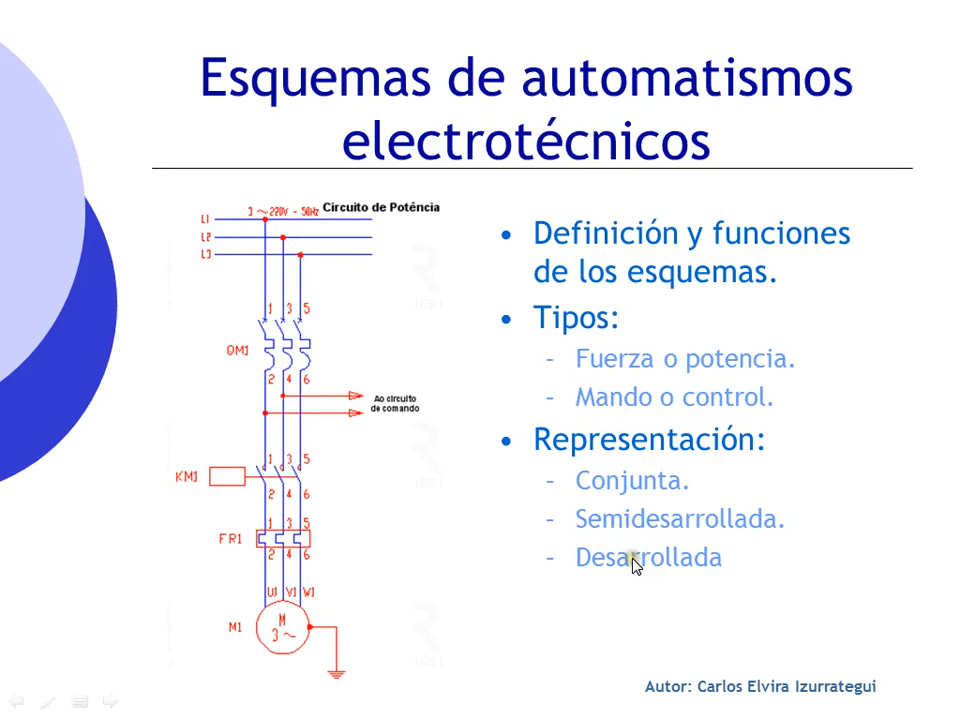 Esquemas de automatismos
electrotécnicos
3 ~220V - 50Hz Circuito de Potência
L1
L2
L3
1 3 5
QM1
2 4 6
Ao circuito
de comando
1 3 5
KM1
2 4 6
1 3 5
FR1
2 4 6
U1 V1 W1
M1
M
3 ~
• Definición y funciones
de los esquemas.
• Tipos:
– Fuerza o potencia.
– Mando o control.
• Representación:
– Conjunta.
– Semidesarrollada.
– Desarrollada
Autor: Carlos Elvira Izurrategui